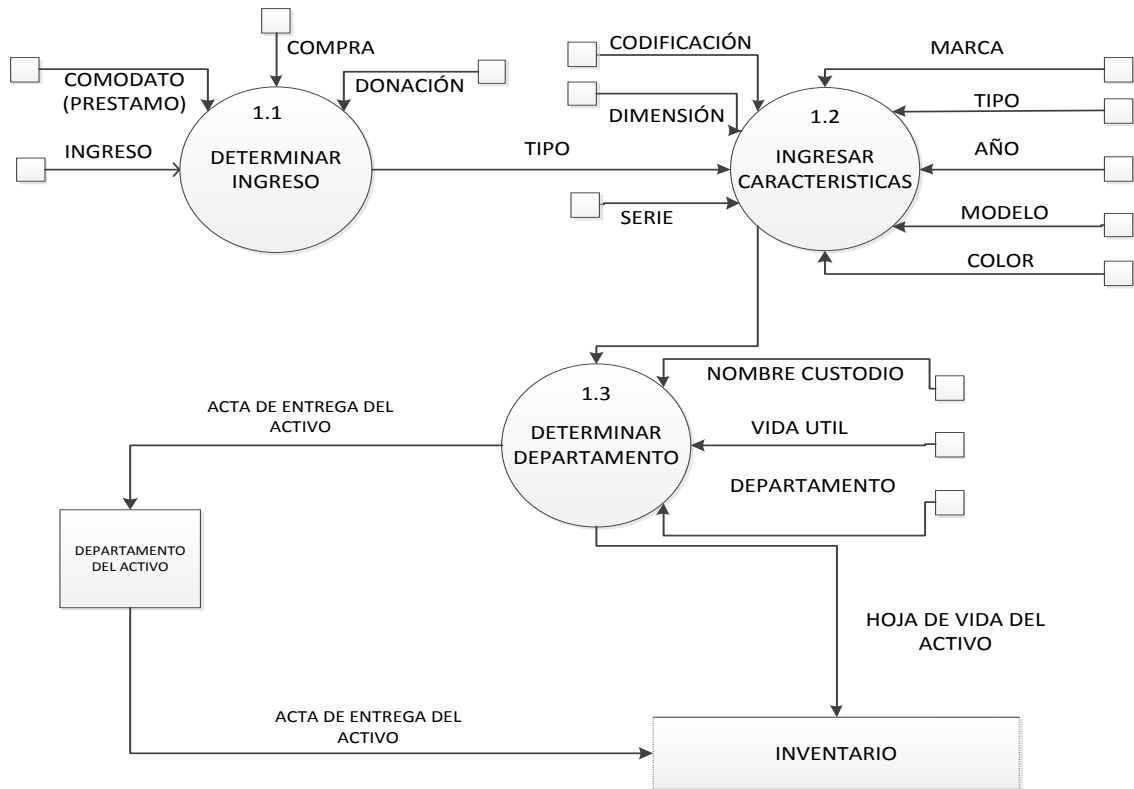 COMPRA
COMODATO
(PRESTAMO)
DONACIÓN
INGRESO
1.1
DETERMINAR
INGRESO
TIPO
CODIFICACIÓN
DIMENSIÓN
SERIE
1.2
INGRESAR
CARACTERISTICAS
MARCA
TIPO
AÑO
MODELO
COLOR
1.3
DETERMINAR
DEPARTAMENTO
NOMBRE CUSTODIO
VIDA UTIL
DEPARTAMENTO
ACTA DE ENTREGA DEL
ACTIVO
DEPARTAMENTO
DEL ACTIVO
HOJA DE VIDA DEL
ACTIVO
ACTA DE ENTREGA DEL
ACTIVO
INVENTARIO